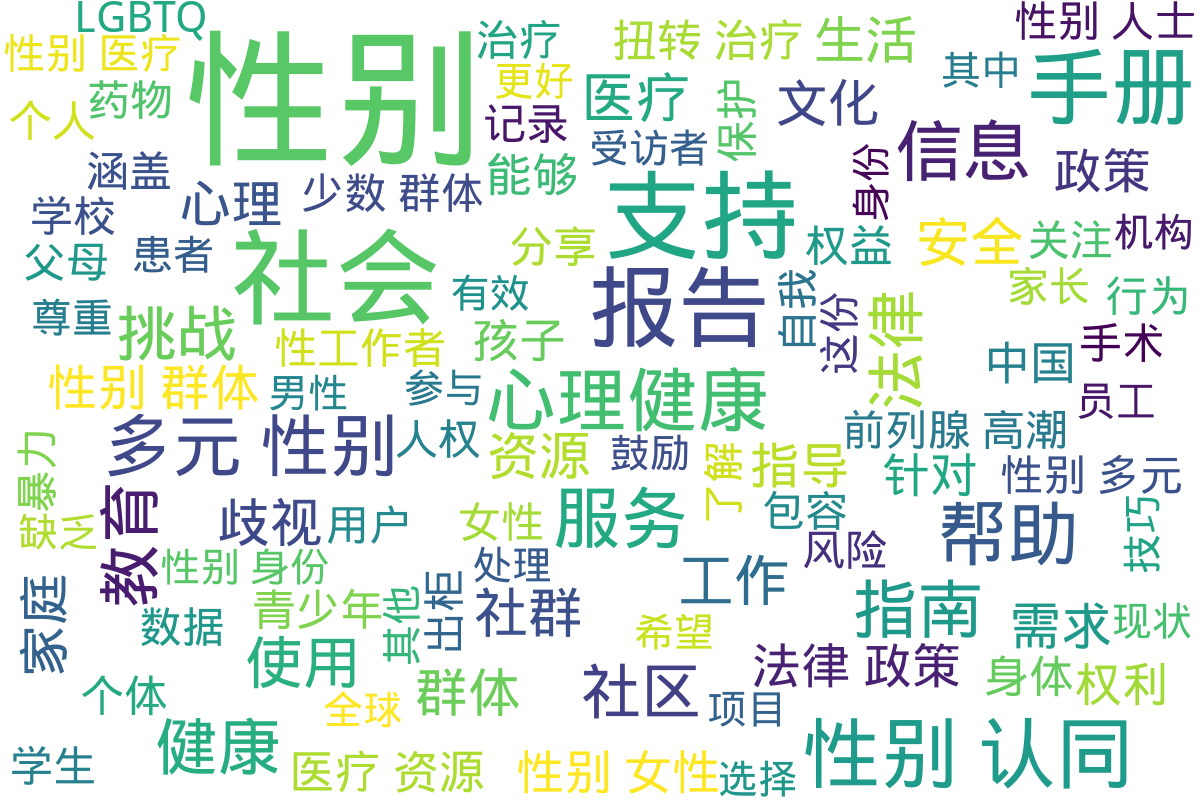 LGBTQ
性别 医疗
个人
药物
性别
治疗
更好
记录
扭转 治疗
生活
医疗
受访者
保护
文化
其中
性别 人士
手册
信息
身份
政策
涵盖
学校
父母
患者
尊重
心理
少数 群体
能够
支持
社会
分享
有效
报告
自我
这份
权益
安全
关注
机构
家长
行为
手术
中国
员工
法律
挑战
性工作者
孩子
性别 群体
男性
参与
心理健康
多元 性别
人权
资源
鼓励
了解
指导
前列腺 高潮
针对
性别 多元
包容
暴力
缺乏
教育
歧视
用户
女性
服务
风险
帮助
技巧
性别 身份
处理
家庭
数据
青少年
其他
出柜
社群
工作
希望
指南
需求
现状
使用
个体
全球
群体
社区
法律 政策
项目
身体
权利
健康
学生
医疗 资源
性别 女性
选择
性别 认同